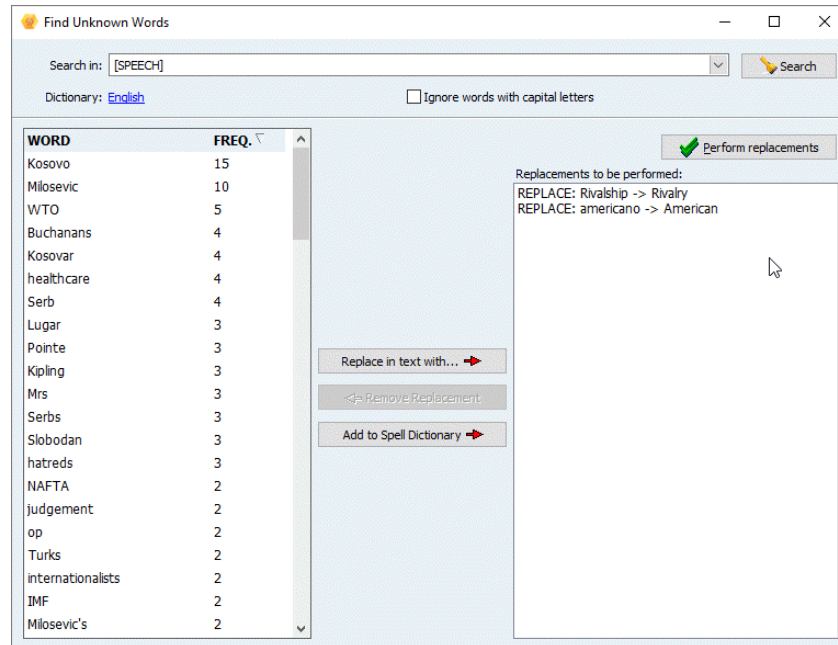 Find Unknown Words
Search in: [SPEECH] Search
Dictionary: English Ignore words with capital letters
WORD FREQ.
Kosovo 15
Milosevic 10
WTO 5
Buchanans 4
Kosovar 4
healthcare 4
Serb 4
Lugar 3
Pointe 3
Kipling 3
Mrs 3
Serbs 3
Slobodan 3
hatreds 3
NAFTA 2
judgement 2
op 2
Turks 2
internationalists 2
IMF 2
Milosevic's 2
Replace in text with...
Remove Replacement
Add to Spell Dictionary
Perform replacements
Replacements to be performed:
REPLACE: Rivalship -> Rivalry
REPLACE: americano -> American